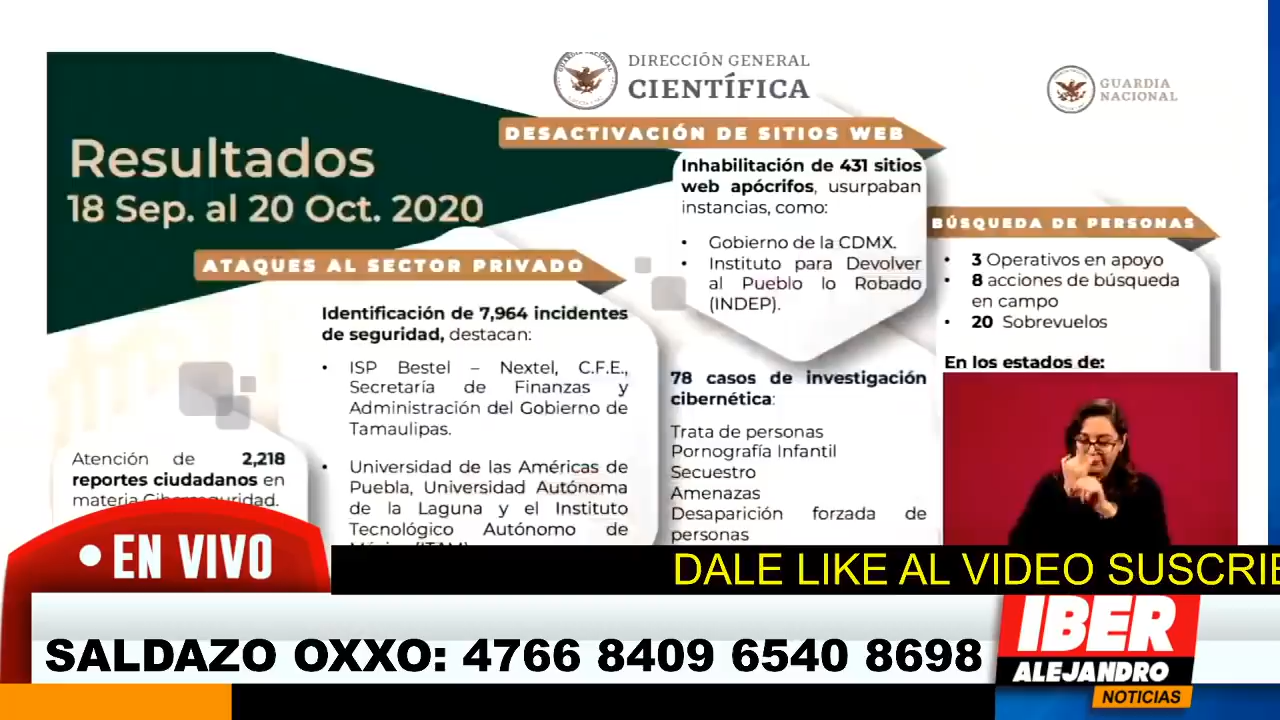 DIRECCIÓN GENERAL
CIENTÍFICA
GUARDIA
NACIONAL
Resultados
18 Sep. al 20 Oct. 2020
DESACTIVACIÓN DE SITIOS WEB
Inhabilitación de 431 sitios
web apócrifos, usurpaban
instancias, como:
• Gobierno de la CDMX.
• Instituto para Devolver
al Pueblo lo Robado
(INDEP).
BÚSQUEDA DE PERSONAS
• 3 Operativos en apoyo
• 8 acciones de búsqueda
en campo
• 20 Sobrevuelos
En los estados de:
ATAQUES AL SECTOR PRIVADO
Identificación de 7,964 incidentes
de seguridad, destacan:
• ISP Bestel – Nextel, C.F.E.,
Secretaría de Finanzas y
Administración del Gobierno de
Tamaulipas.
• Universidad de las Américas de
Puebla, Universidad Autónoma
de la Laguna y el Instituto
Tecnológico Autónomo de
78 casos de investigación
cibernética:
Trata de personas
Pornografía Infantil
Secuestro
Amenazas
Desaparición forzada de
personas
Atención de 2,218
reportes ciudadanos en
materia Ciberseguridad.
• EN VIVO
DALE LIKE AL VIDEO SUSCRIE
SALDAZO OXXO: 4766 8409 6540 8698
IBER
ALEJANDRO
NOTICIAS